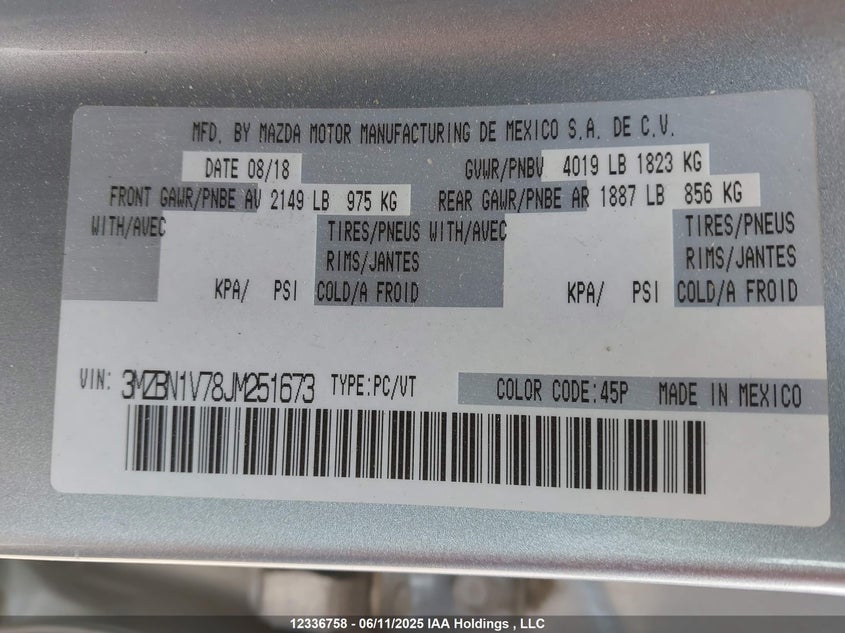 MFD. BY MAZDA MOTOR MANUFACTURING DE MEXICO S.A. DE C.V.
DATE 08/18 GVWR/PNBV 4019 LB 1823 KG
FRONT GAWR/PNBE AV 2149 LB 975 KG REAR GAWR/PNBE AR 1887 LB 856 KG
WITH/AVEC TIRES/PNEUS WITH/AVEC TIRES/PNEUS
RIMS/JANTES RIMS/JANTES
KPA/ PSI COLD/A FROID KPA/ PSI COLD/A FROID
VIN: 3MZBN1V78JM251673 TYPE:PC/VT COLOR CODE:45P MADE IN MEXICO
12336758 - 06/11/2025 IAA Holdings , LLC